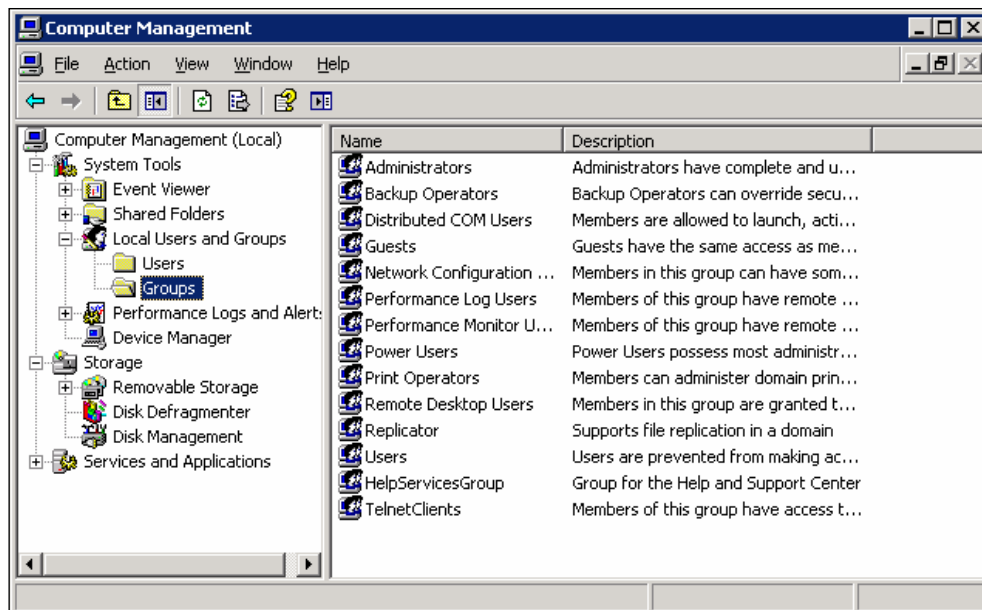 Computer Management
File Action View Window Help
Computer Management (Local)
System Tools
Event Viewer
Shared Folders
Local Users and Groups
Users
Groups
Performance Logs and Alert
Device Manager
Storage
Removable Storage
Disk Defragmenter
Disk Management
Services and Applications
Name Description
Administrators Administrators have complete and u...
Backup Operators Backup Operators can override secu...
Distributed COM Users Members are allowed to launch, acti...
Guests Guests have the same access as me...
Network Configuration ... Members in this group can have som...
Performance Log Users Members of this group have remote ...
Performance Monitor U... Members of this group have remote ...
Power Users Power Users possess most administr...
Print Operators Members can administer domain prin...
Remote Desktop Users Members in this group are granted t...
Replicator Supports file replication in a domain
Users Users are prevented from making ac...
HelpServicesGroup Group for the Help and Support Center
TelnetClients Members of this group have access t...